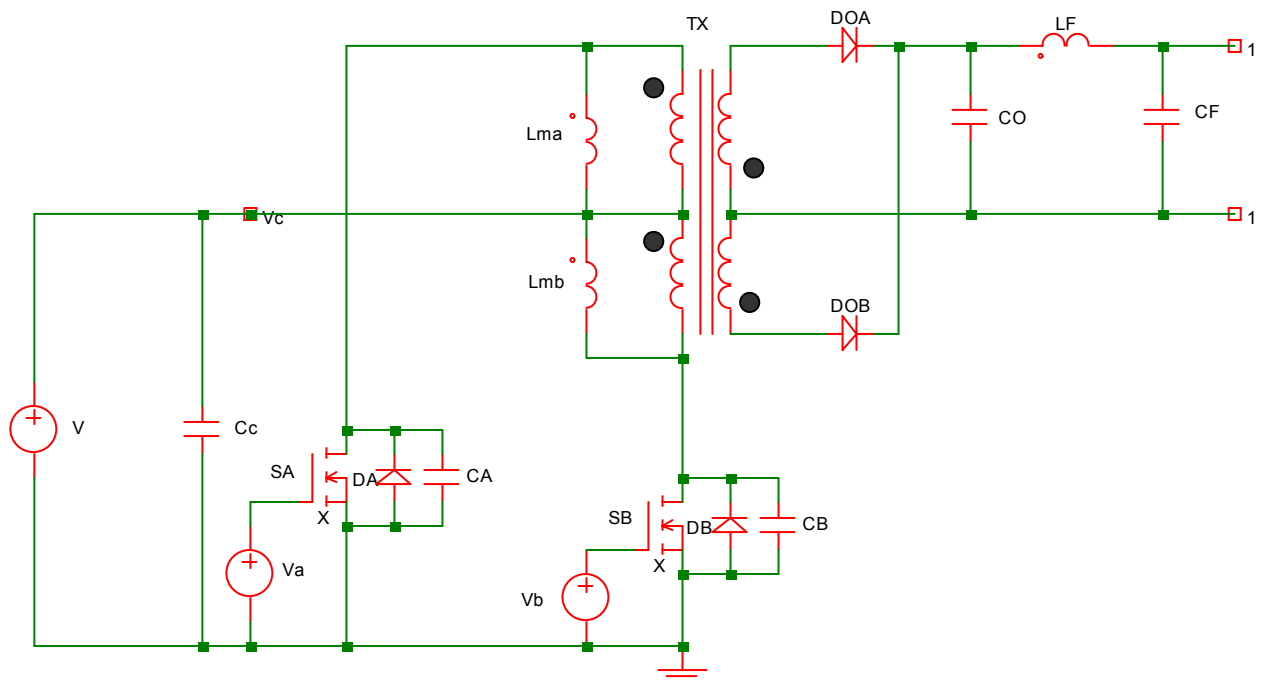 TX
DOA
LF
1
Lma
CO
CF
Vc
1
Lmb
DOB
V
Cc
SA
DA
CA
X
Va
SB
DB
CB
X
Vb